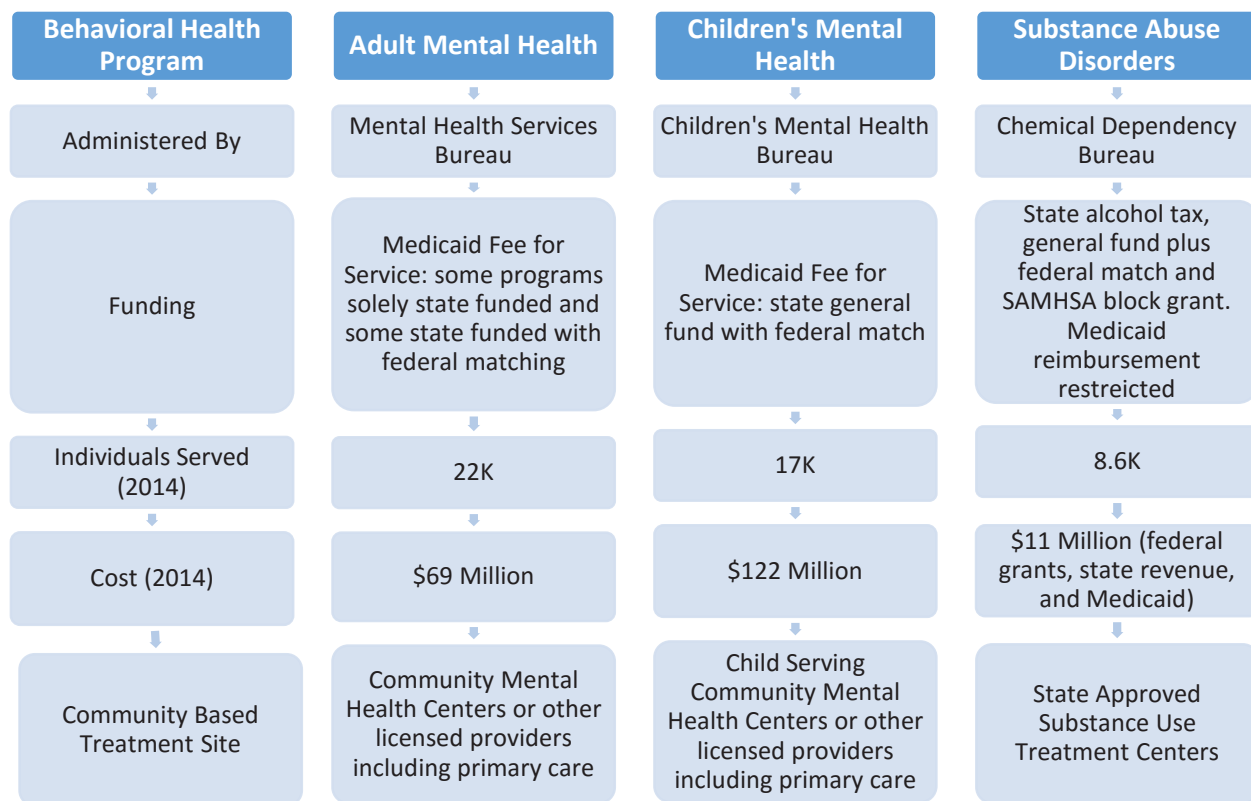 Behavioral Health
Program
Administered By
Funding
Individuals Served
(2014)
Cost (2014)
Community Based
Treatment Site
Adult Mental Health
Mental Health Services
Bureau
Medicaid Fee for
Service: some programs
solely state funded and
some state funded with
federal matching
22K
$69 Million
Community Mental
Health Centers or other
licensed providers
including primary care
Children's Mental
Health
Children's Mental Health
Bureau
Medicaid Fee for
Service: state general
fund with federal match
17K
$122 Million
Child Serving
Community Mental
Health Centers or other
licensed providers
including primary care
Substance Abuse
Disorders
Chemical Dependency
Bureau
State alcohol tax,
general fund plus
federal match and
SAMHSA block grant.
Medicaid
reimbursement
restreicted
8.6K
$11 Million (federal
grants, state revenue,
and Medicaid)
State Approved
Substance Use
Treatment Centers